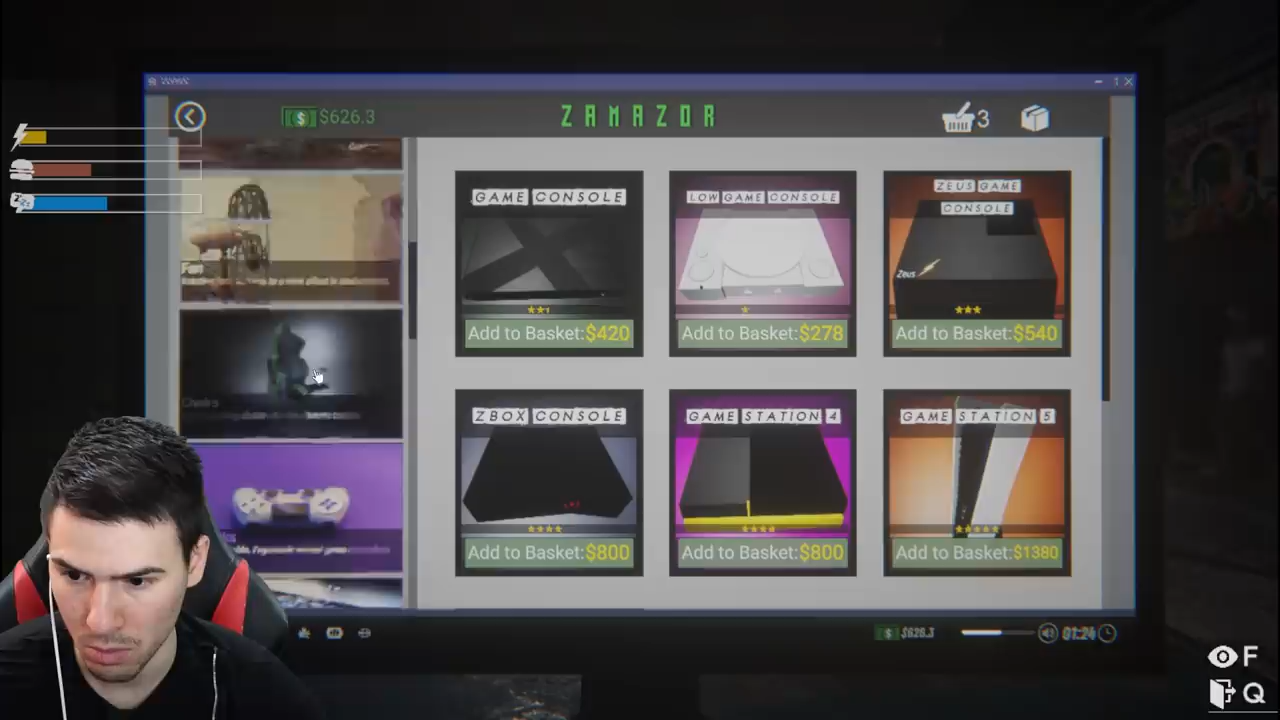 $626.3
ZAMAZOR
3
GAME CONSOLE
Add to Basket:$420
LOW GAME CONSOLE
Add to Basket:$278
ZEUS GAME
CONSOLE
Zeus
Add to Basket:$540
Chairs
ZBOX CONSOLE
Add to Basket:$800
GAME STATION 4
Add to Basket:$800
GAME STATION 5
Add to Basket:$1380
$626.3
01:24
F
Q